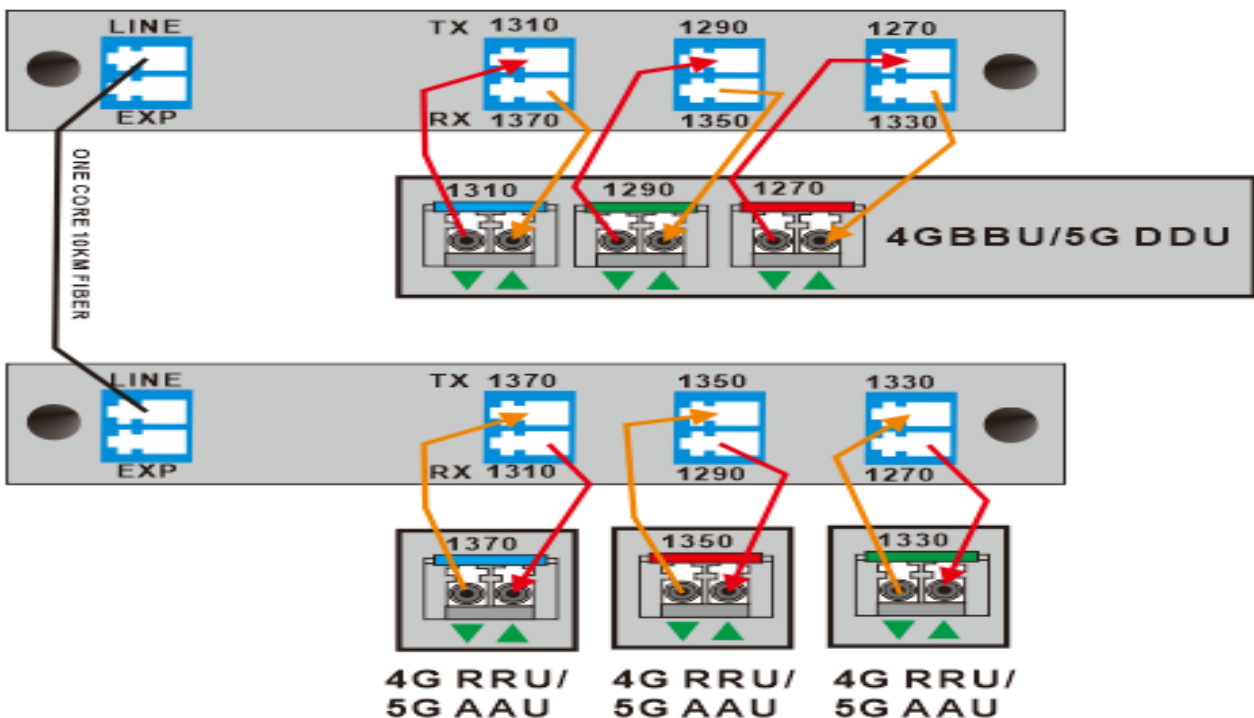 LINE
TX 1310 1290 1270
EXP
RX 1370 1350 1330
ONE CORE 10KM FIBER
1310 1290 1270
4GBBU/5G DDU
LINE
TX 1370 1350 1330
EXP
RX 1310 1290 1270
1370 1350 1330
4G RRU/
5G AAU
4G RRU/
5G AAU
4G RRU/
5G AAU